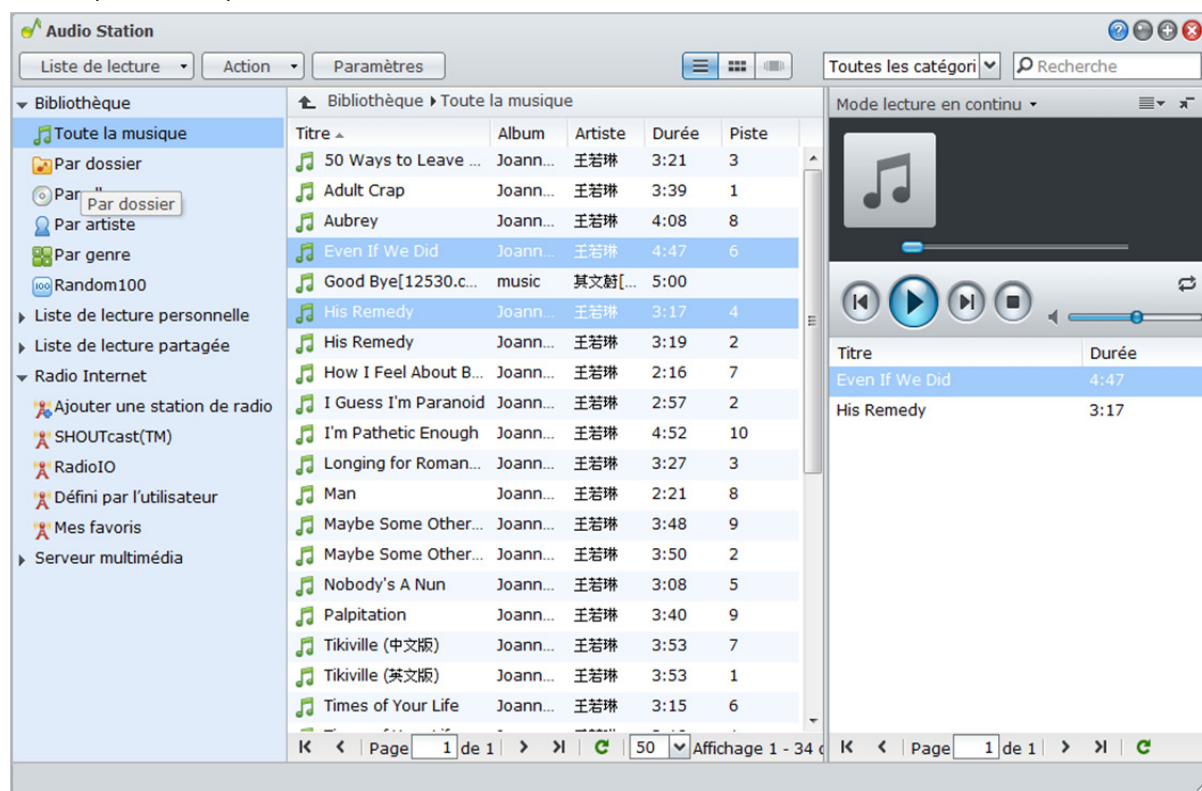 Audio Station
Liste de lecture Action Paramètres Toutes les catégori Recherche
Bibliothèque
Toute la musique
Par dossier
Par dossier
Par artiste
Par genre
100 Random100
Liste de lecture personnelle
Liste de lecture partagée
Radio Internet
Ajouter une station de radio
SHOUTcast(TM)
RadioIO
Défini par l'utilisateur
Mes favoris
Serveur multimédia
Bibliothèque Toute la musique
Titre Album Artiste Durée Piste
50 Ways to Leave ... Joann... 王若琳 3:21 3
Adult Crap Joann... 王若琳 3:39 1
Aubrey Joann... 王若琳 4:08 8
Even If We Did Joann... 王若琳 4:47 6
Good Bye[12530.c... music 莫文蔚[... 5:00
His Remedy Joann... 王若琳 3:17 4
His Remedy Joann... 王若琳 3:19 2
How I Feel About B... Joann... 王若琳 2:16 7
I Guess I'm Paranoid Joann... 王若琳 2:57 2
I'm Pathetic Enough Joann... 王若琳 4:52 10
Longing for Roman... Joann... 王若琳 3:27 3
Man Joann... 王若琳 2:21 8
Maybe Some Other... Joann... 王若琳 3:48 9
Maybe Some Other... Joann... 王若琳 3:50 2
Nobody's A Nun Joann... 王若琳 3:08 5
Palpitation Joann... 王若琳 3:40 9
Tikiville (中文版) Joann... 王若琳 3:53 7
Tikiville (英文版) Joann... 王若琳 3:53 1
Times of Your Life Joann... 王若琳 3:15 6
Page 1 de 1 50 Affichage 1 - 34
Mode lecture en continu
Titre Durée
Even If We Did 4:47
His Remedy 3:17
Page 1 de 1